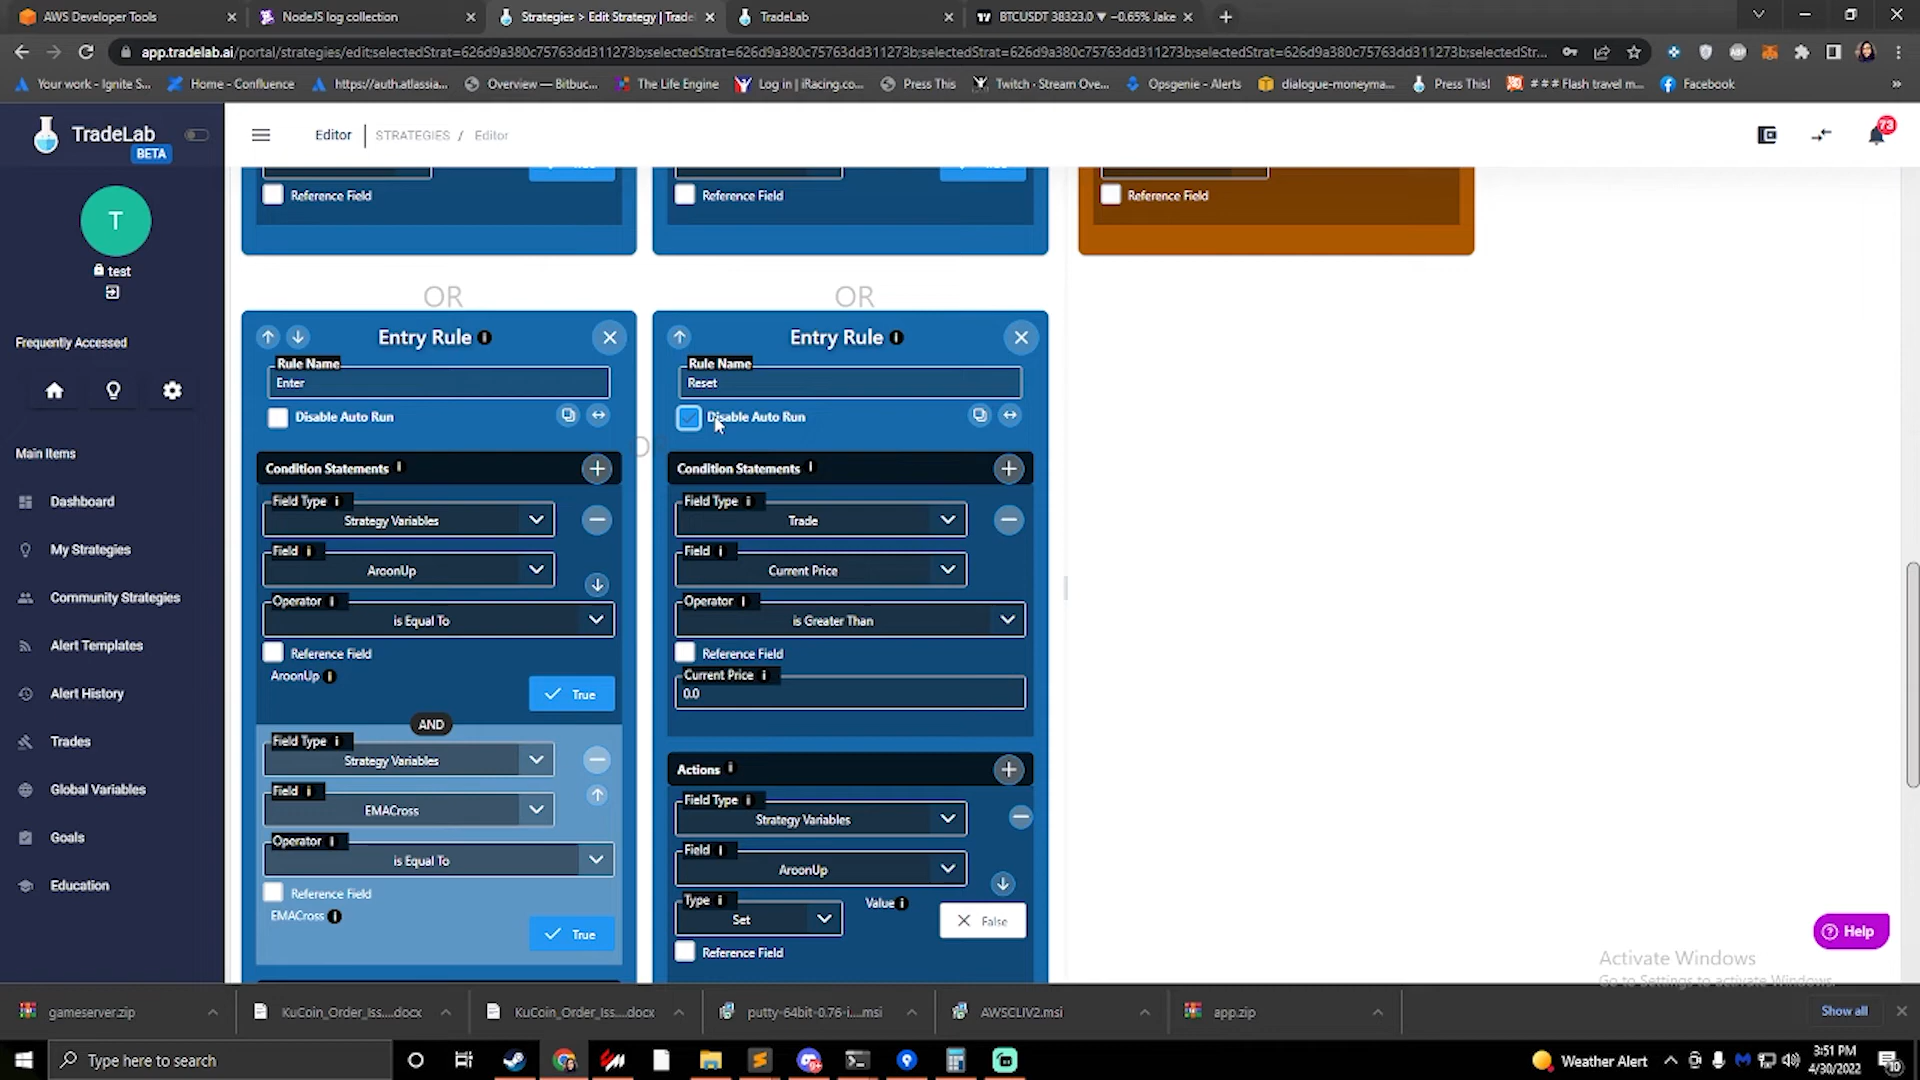 AWS Developer Tools
NodeJS log collection
Strategies > Edit Strategy | Trade
TradeLab
BTCUSDT 38323.0 ▼ −0.65% Jake
app.tradelab.ai/portal/strategies/edit;selectedStrat=626d9a380c75763dd311273b;selectedStrat=626d9a380c75763dd311273b;selectedStrat=626d9a380c75763dd311273b;selectedStr...
Your work - Ignite S...
Home - Confluence
https://auth.atlassia...
Overview — Bitbuc...
The Life Engine
Log in | iRacing.co...
Press This
Twitch - Stream Ove...
Opsgenie - Alerts
dialogue-moneyma...
Press This!
# # # Flash travel m...
Facebook
TradeLab
BETA
Editor
STRATEGIES / Editor
73
T
test
Frequently Accessed
Main Items
Dashboard
My Strategies
Community Strategies
Alert Templates
Alert History
Trades
Global Variables
Goals
Education
Reference Field
Reference Field
Reference Field
OR
OR
Entry Rule
Rule Name
Enter
Disable Auto Run
Condition Statements
Field Type
Strategy Variables
Field
AroonUp
Operator
is Equal To
Reference Field
AroonUp
True
AND
Field Type
Strategy Variables
Field
EMACross
Operator
is Equal To
Reference Field
EMACross
True
Entry Rule
Rule Name
Reset
Disable Auto Run
Condition Statements
Field Type
Trade
Field
Current Price
Operator
is Greater Than
Reference Field
Current Price
0.0
Actions
Field Type
Strategy Variables
Field
AroonUp
Type
Set
Value
False
Reference Field
Help
Activate Windows
Go to Settings to activate Windows.
gameserver.zip
KuCoin_Order_Iss....docx
KuCoin_Order_Iss....docx
putty-64bit-0.76-i....msi
AWSCLIV2.msi
app.zip
Show all
Type here to search
Weather Alert
3:51 PM
4/30/2022
10